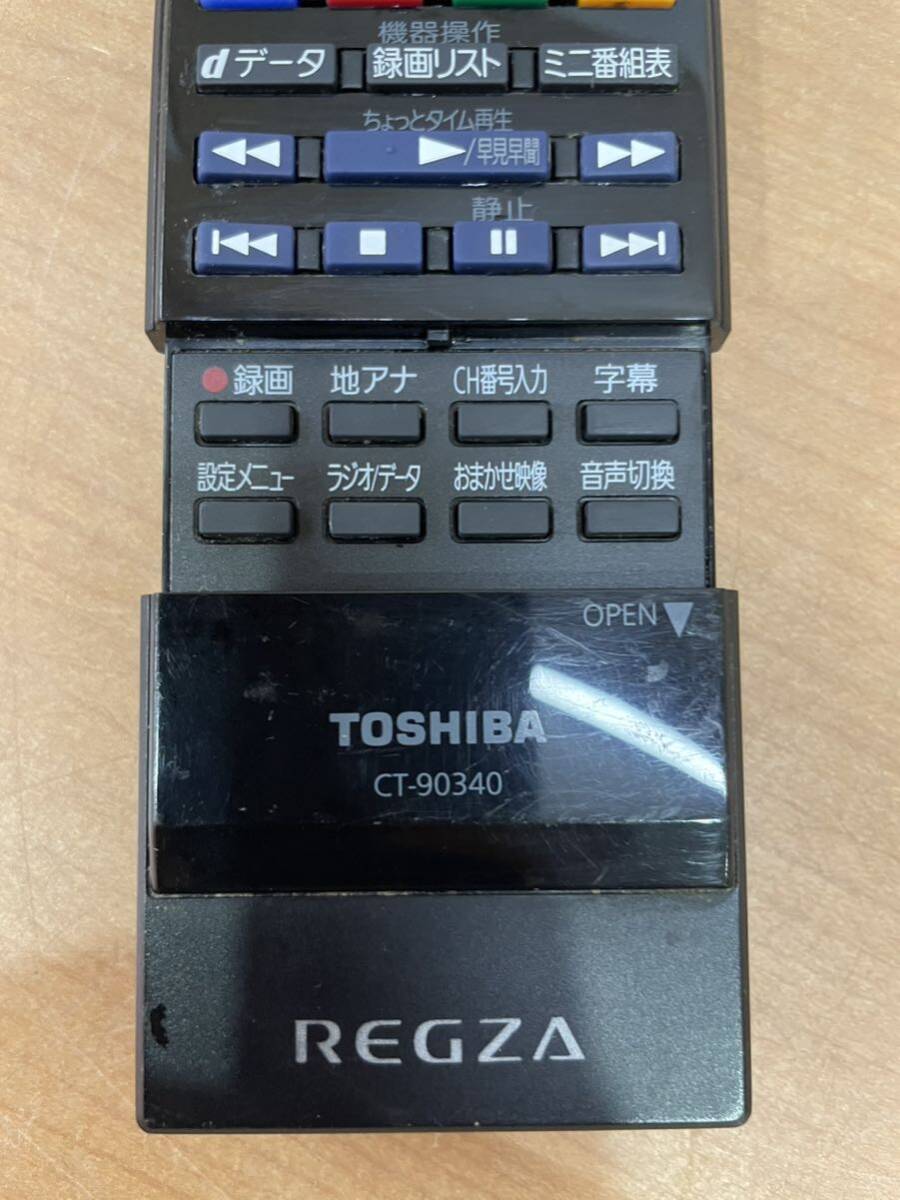 機器操作
dデータ 録画リスト ミニ番組表
ちょっとタイム再生
/早見早聞
静止
録画 地アナ CH番号入力 字幕
設定メニュー ラジオ/データ おまかせ映像 音声切換
OPEN
TOSHIBA
CT-90340
REGZA